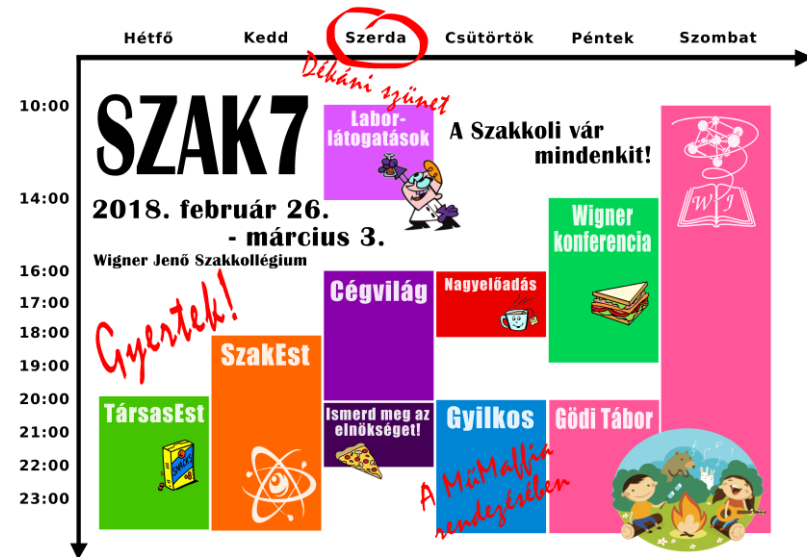 Hétfő Kedd Szerda Csütörtök Péntek Szombat
Dékáni szünet
10:00
14:00
16:00
17:00
18:00
19:00
20:00
21:00
22:00
23:00
SZAK7
2018. február 26.
- március 3.
Wigner Jenő Szakkollégium
Gyertek!
A Szakkoli vár
mindenkit!
TársasEst
SNACKS
SzakEst
Labor-
látogatások
Cégvilág
Ismerd meg az
elnökséget!
Nagyelőadás
Gyilkos
A MűMaffia
rendezésében
Wigner
konferencia
Gödi Tábor
W J